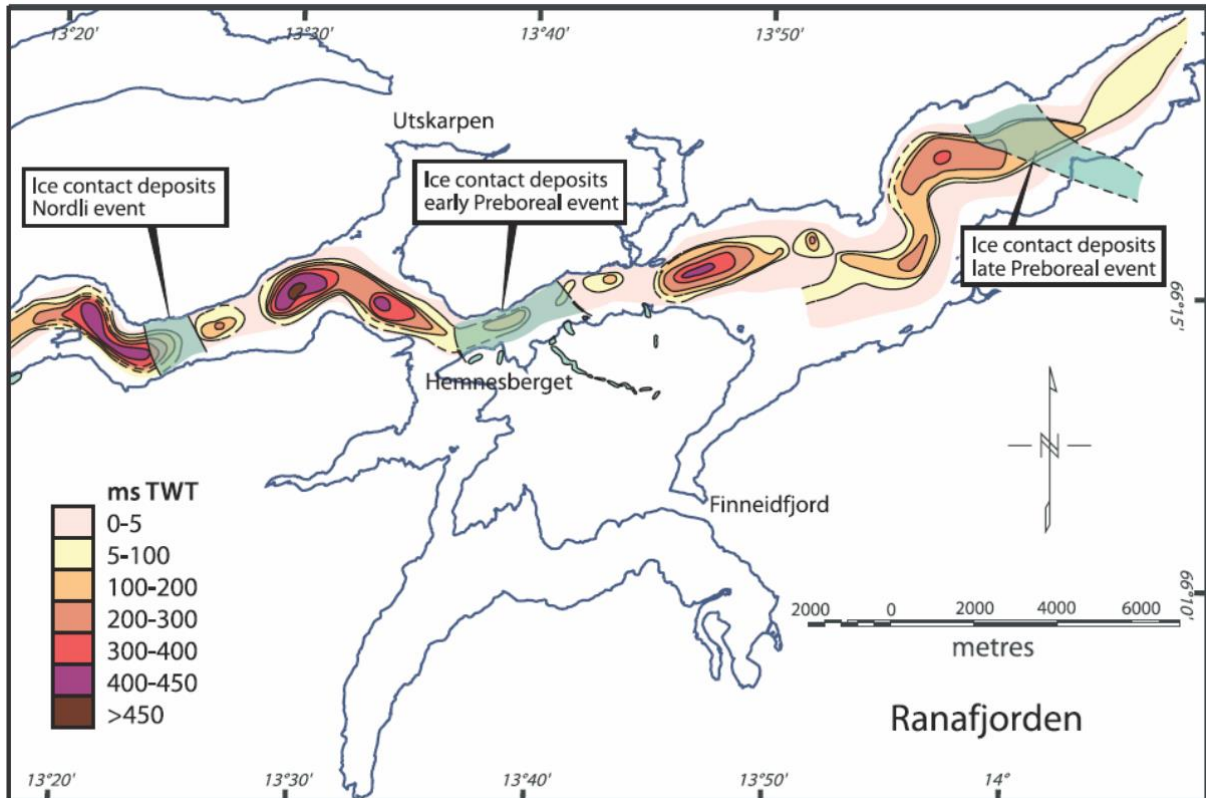 13°20' 13°30' 13°40' 13°50'
Utskarpen
Ice contact deposits
Nordli event
Ice contact deposits
early Preboreal event
Ice contact deposits
late Preboreal event
66°15'
Hemnesberget
N
Finneidfjord
ms TWT
0-5
5-100
100-200
200-300
300-400
400-450
>450
66°10'
2000 0 2000 4000 6000
metres
Ranafjorden
13°20' 13°30' 13°40' 13°50' 14°